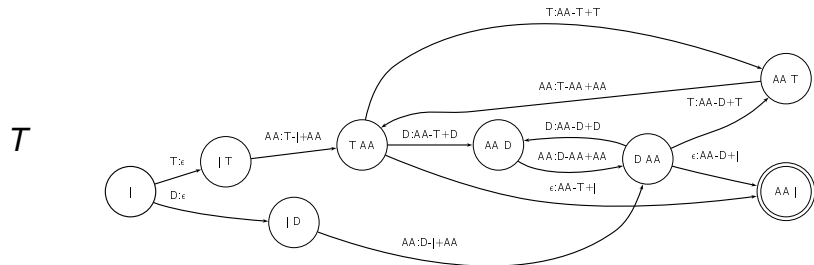 T:AA-T+T
AA T
AA:T-AA+AA
T:AA-D+T
D:AA-D+D
T
AA:T-|+AA
D:AA-T+D
T AA
AA D
D AA
| T
T:ϵ
AA:D-AA+AA
ϵ:AA-D+|
|
D:ϵ
ϵ:AA-T+|
AA |
| D
AA:D-|+AA